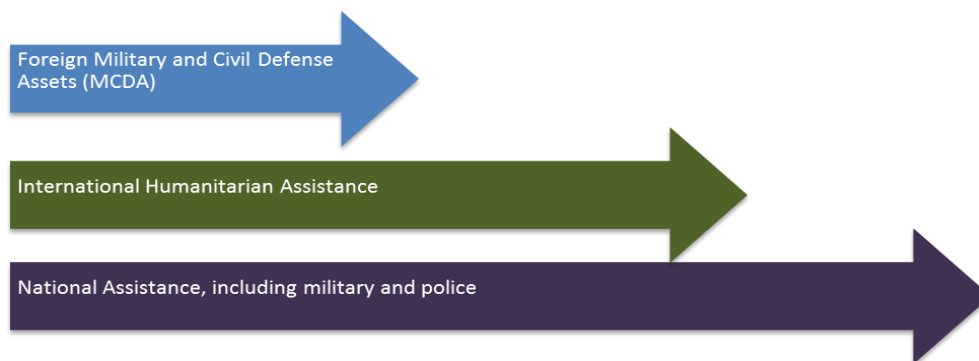 Foreign Military and Civil Defense
Assets (MCDA)
International Humanitarian Assistance
National Assistance, including military and police